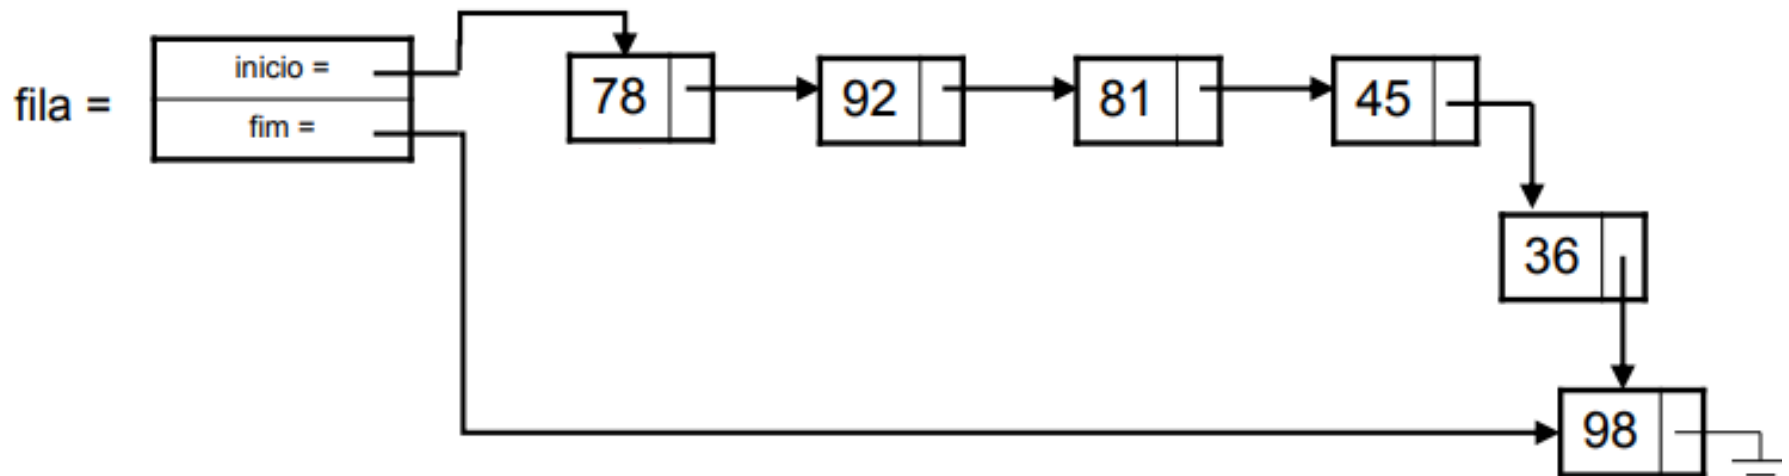 fila =
inicio =
fim =
78
92
81
45
36
98